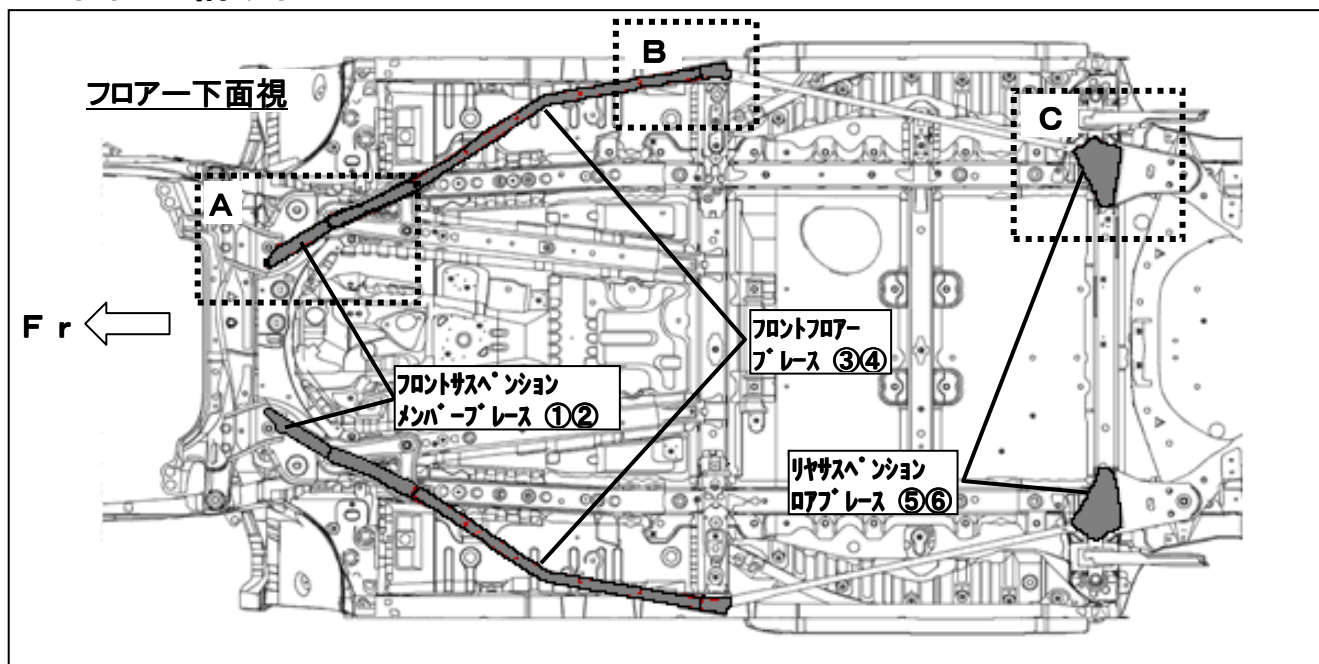 フロアー下面視
B
C
A
Fr
フロントフロアー
ブレース ③④
フロントサスペンション
メンバーブレース ①②
リヤサスペンション
ロアブレース ⑤⑥